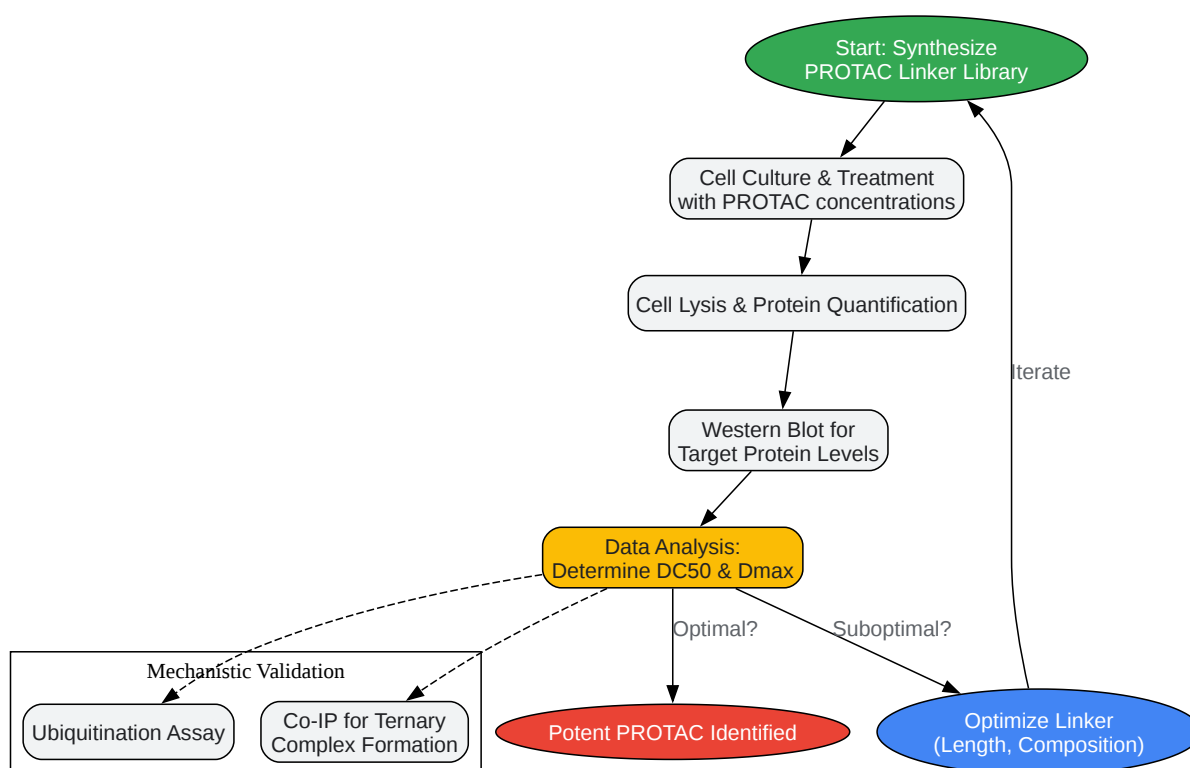 Start: Synthesize
PROTAC Linker Library
Cell Culture & Treatment
with PROTAC concentrations
Cell Lysis & Protein Quantification
Iterate
Western Blot for
Target Protein Levels
Data Analysis:
Determine DC50 & Dmax
Optimal?
Suboptimal?
Mechanistic Validation
Ubiquitination Assay
Co-IP for Ternary
Complex Formation
Potent PROTAC Identified
Optimize Linker
(Length, Composition)